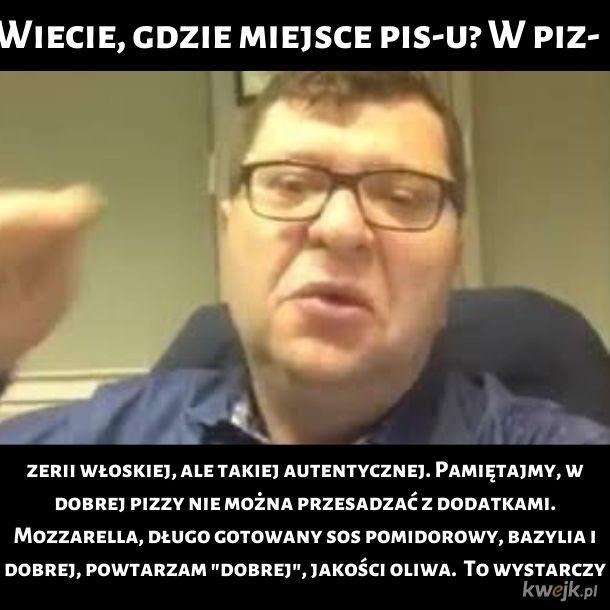 Wiecie, gdzie miejsce pis-u? W piz-
zerii włoskiej, ale takiej autentycznej. Pamiętajmy, w
dobrej pizzy nie można przesadzać z dodatkami.
Mozzarella, długo gotowany sos pomidorowy, bazylia i
dobrej, powtarzam "dobrej", jakości oliwa. To wystarczy
kwejk.pl